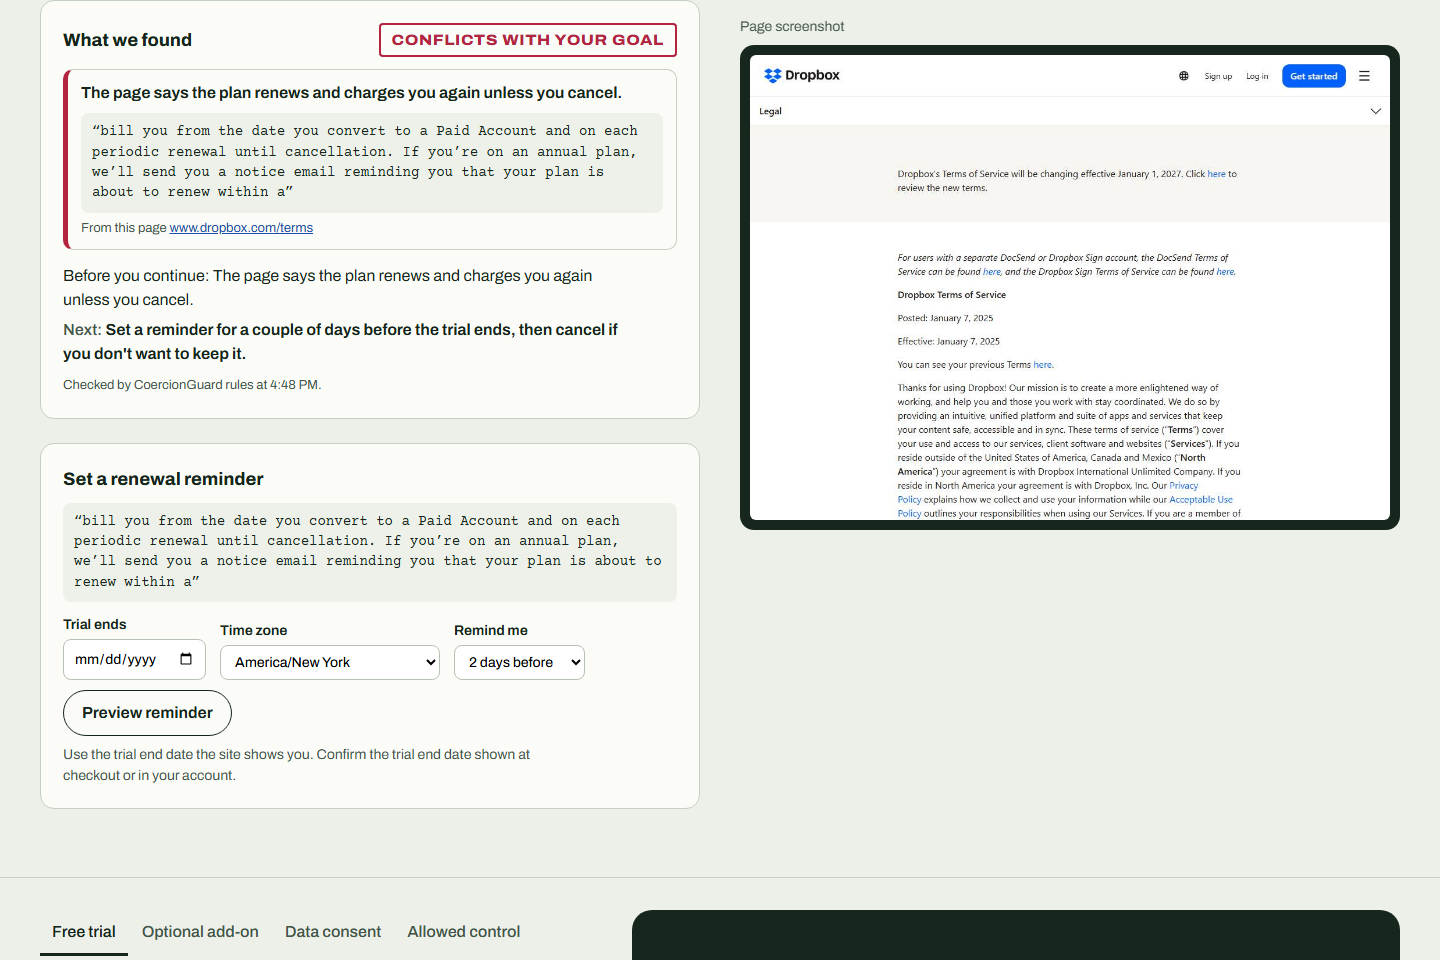 What we found
CONFLICTS WITH YOUR GOAL
The page says the plan renews and charges you again unless you cancel.
“bill you from the date you convert to a Paid Account and on each
periodic renewal until cancellation. If you’re on an annual plan,
we’ll send you a notice email reminding you that your plan is
about to renew within a”
From this page www.dropbox.com/terms
Before you continue: The page says the plan renews and charges you again
unless you cancel.
Next: Set a reminder for a couple of days before the trial ends, then cancel if
you don't want to keep it.
Checked by CoercionGuard rules at 4:48 PM.
Set a renewal reminder
“bill you from the date you convert to a Paid Account and on each
periodic renewal until cancellation. If you’re on an annual plan,
we’ll send you a notice email reminding you that your plan is about to
renew within a”
Trial ends
Time zone
Remind me
mm/dd/yyyy
America/New York
2 days before
Preview reminder
Use the trial end date the site shows you. Confirm the trial end date shown at
checkout or in your account.
Page screenshot
Dropbox
Sign up
Log in
Get started
Legal
Dropbox's Terms of Service will be changing effective January 1, 2027. Click here to
review the new terms.
For users with a separate DocSend or Dropbox Sign account, the DocSend Terms of
Service can be found here, and the Dropbox Sign Terms of Service can be found here.
Dropbox Terms of Service
Posted: January 7, 2025
Effective: January 7, 2025
You can see your previous Terms here.
Thanks for using Dropbox! Our mission is to create a more enlightened way of
working, and help you and those you work with stay coordinated. We do so by
providing an intuitive, unified platform and suite of apps and services that keep
your content safe, accessible and in sync. These terms of service (“Terms”) cover
your use and access to our services, client software and websites (“Services”). If you
reside outside of the United States of America, Canada and Mexico (“North
America”) your agreement is with Dropbox International Unlimited Company. If you
reside in North America your agreement is with Dropbox, Inc. Our Privacy
Policy explains how we collect and use your information while our Acceptable Use
Policy outlines your responsibilities when using our Services. If you are a member of
Free trial
Optional add-on
Data consent
Allowed control